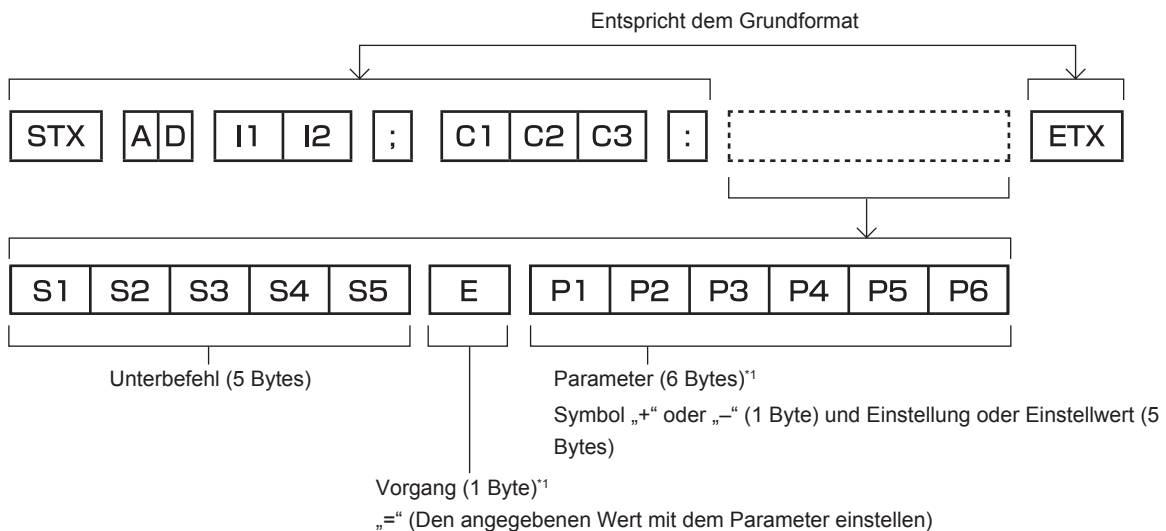 Entspricht dem Grundformat
STX A D I1 I2 ; C1 C2 C3 : ETX
S1 S2 S3 S4 S5 E P1 P2 P3 P4 P5 P6
Unterbefehl (5 Bytes)
Parameter (6 Bytes)*1
Symbol „+“ oder „–“ (1 Byte) und Einstellung oder Einstellwert (5
Bytes)
Vorgang (1 Byte)*1
„=“ (Den angegebenen Wert mit dem Parameter einstellen)